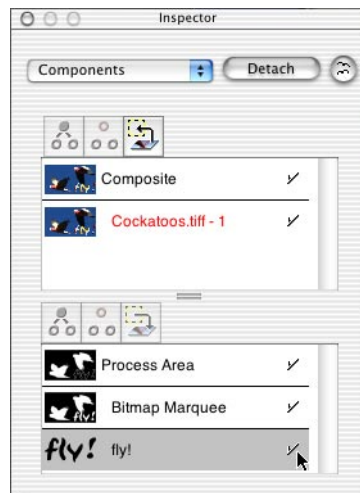 Inspector
Components
Detach
Composite
Cockatoos.tiff - 1
Process Area
Bitmap Marquee
fly! fly!